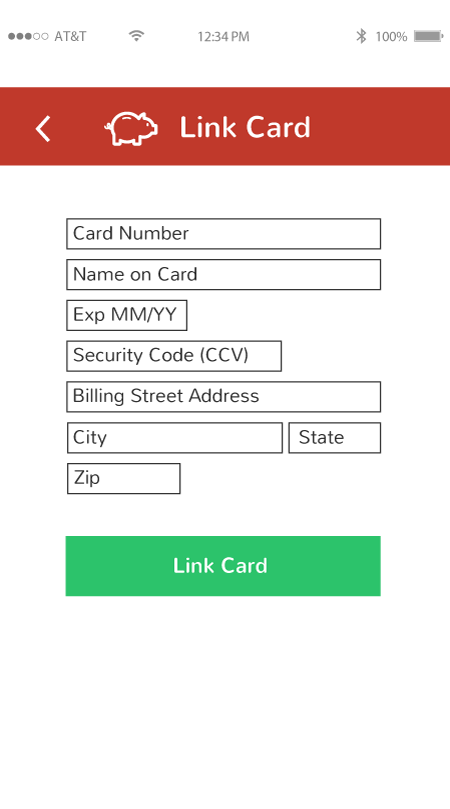 AT&T 12:34 PM 100%
Link Card
Card Number
Name on Card
Exp MM/YY
Security Code (CCV)
Billing Street Address
City State
Zip
Link Card